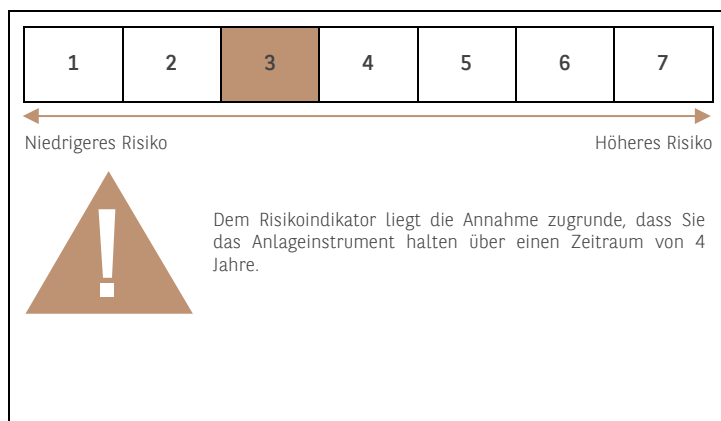 1 2 3 4 5 6 7
Niedrigeres Risiko Höheres Risiko
!
Dem Risikoindikator liegt die Annahme zugrunde, dass Sie
das Anlageinstrument halten über einen Zeitraum von 4
Jahre.